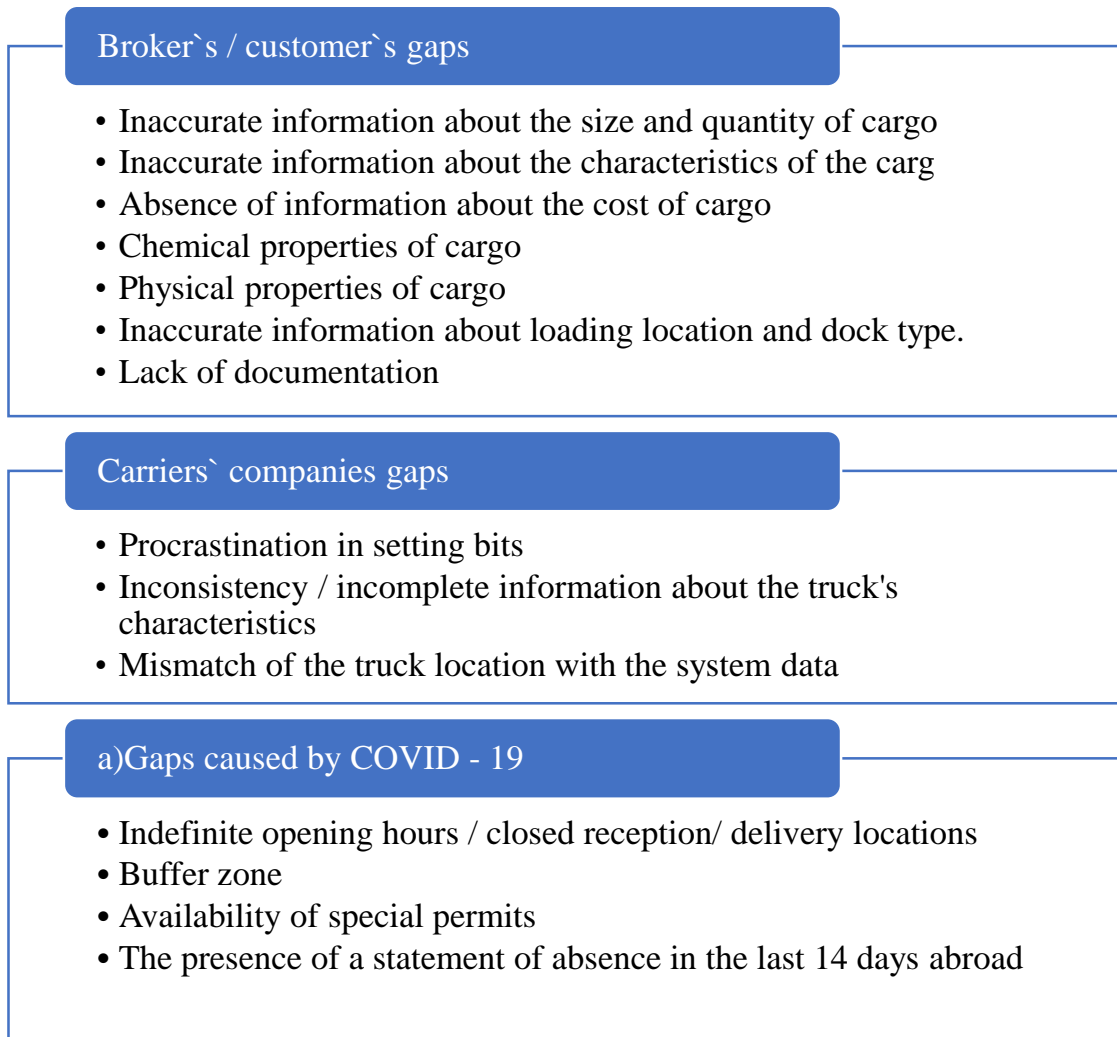 Broker`s / customer`s gaps
• Inaccurate information about the size and quantity of cargo
• Inaccurate information about the characteristics of the carg
• Absence of information about the cost of cargo
• Chemical properties of cargo
• Physical properties of cargo
• Inaccurate information about loading location and dock type.
• Lack of documentation
Carriers` companies gaps
• Procrastination in setting bits
• Inconsistency / incomplete information about the truck's
characteristics
• Mismatch of the truck location with the system data
a)Gaps caused by COVID - 19
• Indefinite opening hours / closed reception/ delivery locations
• Buffer zone
• Availability of special permits
• The presence of a statement of absence in the last 14 days abroad